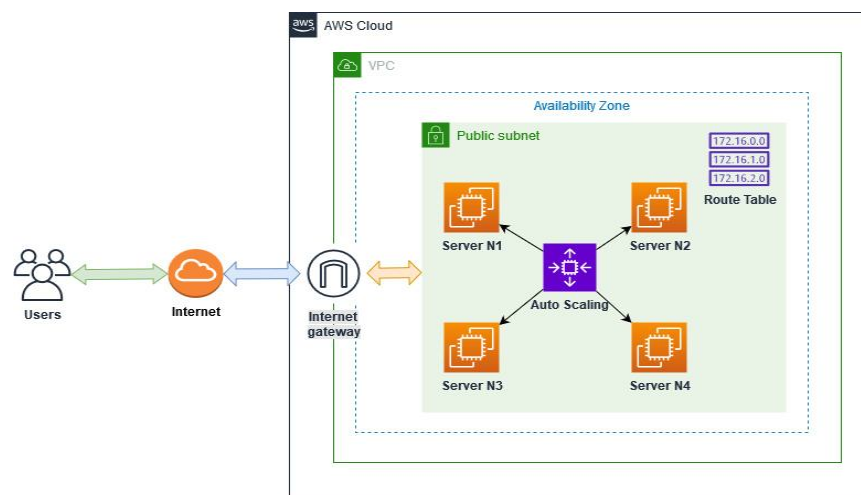 aws
AWS Cloud
VPC
Availability Zone
Public subnet
172.16.0.0
172.16.1.0
172.16.2.0
Route Table
Server N1
Server N2
Auto Scaling
Users
Internet
Internet
gateway
Server N3
Server N4